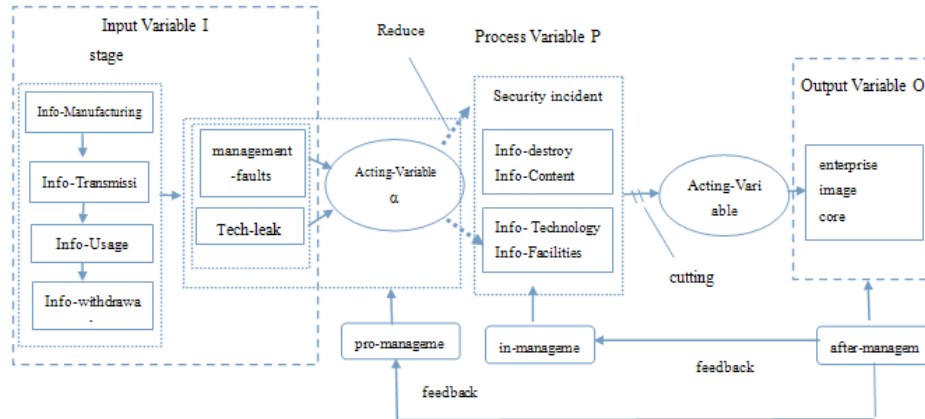 Input Variable I
stage
Info-Manufacturing
Info-Transmissi
Info-Usage
Info-withdrawa
management
-faults
Tech-leak
Acting-Variable
α
Reduce
Process Variable P
Security incident
Info-destroy
Info-Content
Info- Technology
Info-Facilities
cutting
Acting-Vari
able
Output Variable O
enterprise
image
core
pro-manageme
in-manageme
after-managem
feedback
feedback